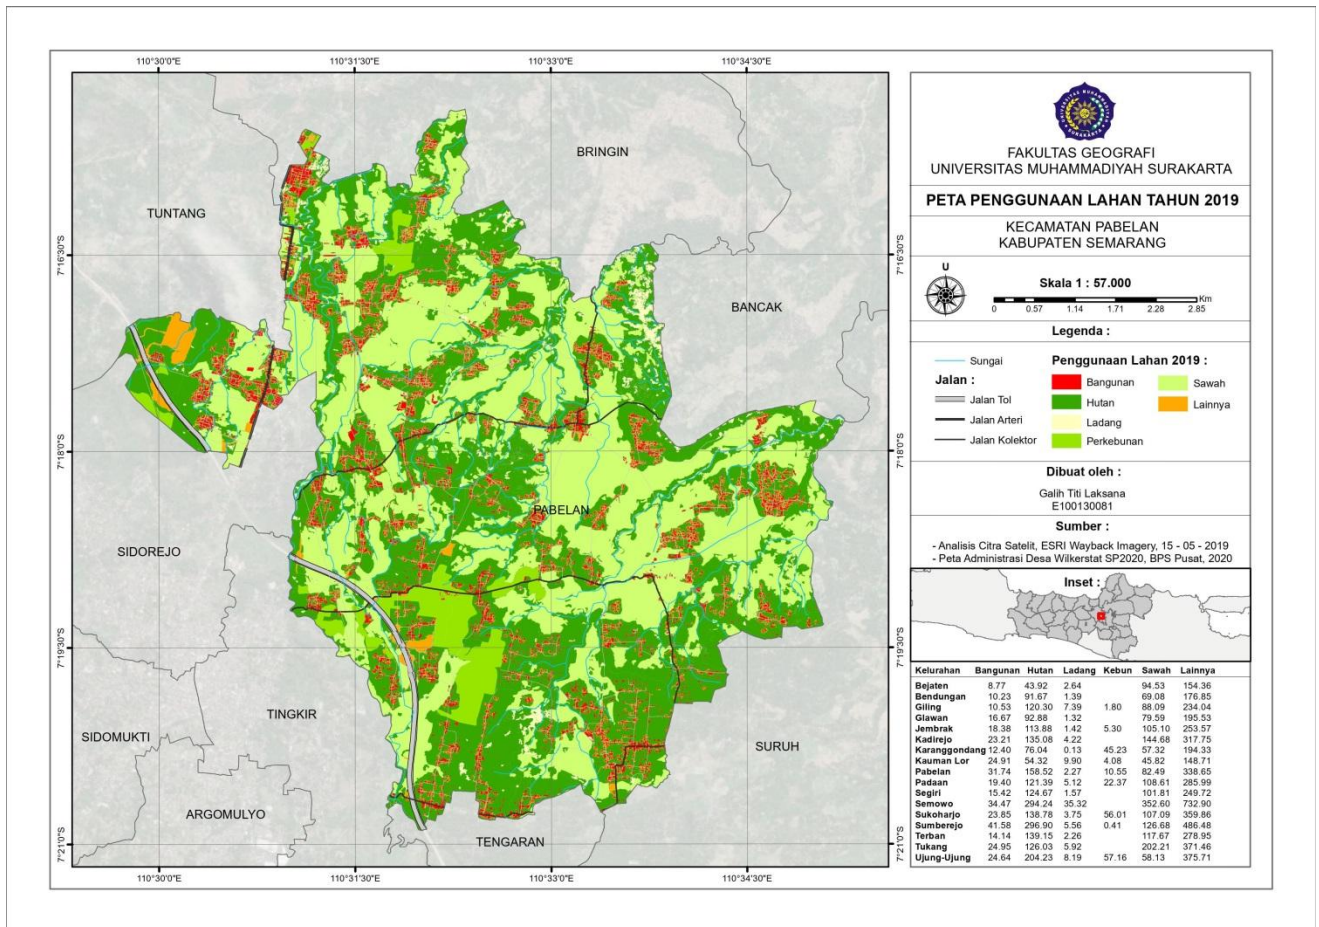 110°30'0"E 110°31'30"E 110°33'0"E 110°34'30"E
7°16'30"S 7°16'30"S
7°18'0"S 7°18'0"S
7°19'30"S 7°19'30"S
7°21'0"S 7°21'0"S
BRINGIN
TUNTANG
BANCAK
PABELAN
SIDOREJO
TINGKIR
SIDOMUKTI
SURUH
ARGOMULYO
TENGARAN
110°30'0"E 110°31'30"E 110°33'0"E 110°34'30"E
UNIVERSITAS MUHAMMADIYAH
SURAKARTA
FAKULTAS GEOGRAFI
UNIVERSITAS MUHAMMADIYAH SURAKARTA
PETA PENGGUNAAN LAHAN TAHUN 2019
KECAMATAN PABELAN
KABUPATEN SEMARANG
U
Skala 1 : 57.000
Km
0 0.57 1.14 1.71 2.28 2.85
Legenda :
Sungai
Jalan :
Jalan Tol
Jalan Arteri
Jalan Kolektor
Penggunaan Lahan 2019 :
Bangunan
Hutan
Ladang
Perkebunan
Sawah
Lainnya
Dibuat oleh :
Galih Titi Laksana
E100130081
Sumber :
- Analisis Citra Satelit, ESRI Wayback Imagery, 15 - 05 - 2019
- Peta Administrasi Desa Wilkerstat SP2020, BPS Pusat, 2020
Inset :
Kelurahan Bangunan Hutan Ladang Kebun Sawah Lainnya
Bejaten 8.77 43.92 2.64 94.53 154.36
Bendungan 10.23 91.67 1.39 69.08 176.85
Giling 10.53 120.30 7.39 1.80 88.09 234.04
Glawan 16.67 92.88 1.32 79.59 195.53
Jembrak 18.38 113.88 1.42 5.30 105.10 253.57
Kadirejo 23.21 135.08 4.22 144.68 317.75
Karanggondang 12.40 76.04 0.13 45.23 57.32 194.33
Kauman Lor 24.91 54.32 9.90 4.08 45.82 148.71
Pabelan 31.74 158.52 2.27 10.55 82.49 338.65
Padaan 19.40 121.39 5.12 22.37 108.61 285.99
Segiri 15.42 124.67 1.57 101.81 249.72
Semowo 34.47 294.24 35.32 352.60 732.90
Sukoharjo 23.85 138.78 3.75 56.01 107.09 359.86
Sumberejo 41.58 296.90 5.56 0.41 126.68 486.48
Terban 14.14 139.15 2.26 117.67 278.95
Tukang 24.95 126.03 5.92 202.21 371.46
Ujung-Ujung 24.64 204.23 8.19 57.16 58.13 375.71